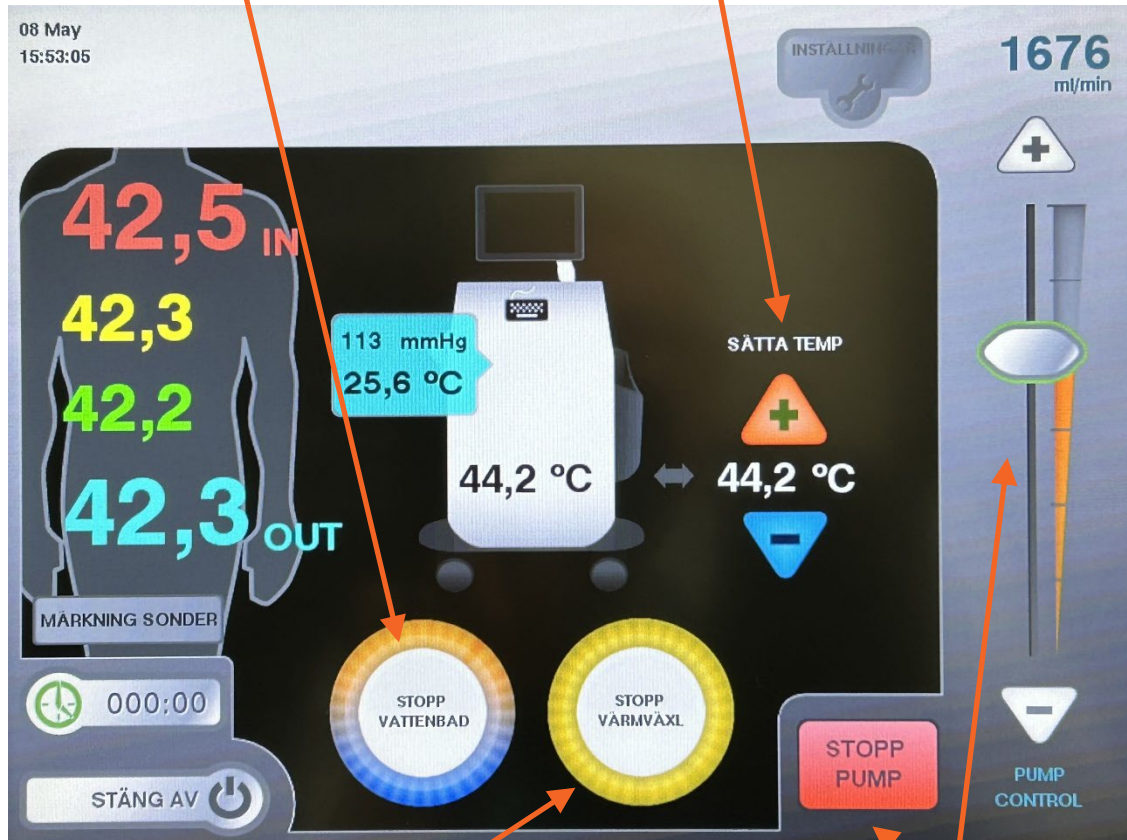 08 May
15:53:05
INSTÄLLNINGAR
1676
ml/min
+
42,5 IN
42,3
42,2
42,3 OUT
113 mmHg
25,6 ºC
44,2 ºC
SÄTTA TEMP
+
44,2 ºC
-
MÄRKNING SONDER
000:00
STÄNG AV
STOPP
VATTENBAD
STOPP
VÄRMVÄXL
STOPP
PUMP
-
PUMP
CONTROL